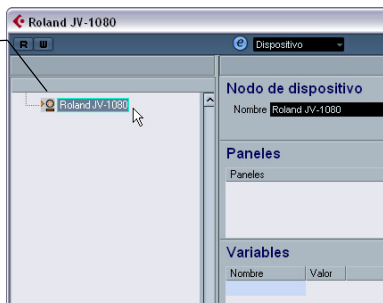 Roland JV-1080
R W
e Dispositivo
Roland JV-1080
Nodo de dispositivo
Nombre Roland JV-1080
Paneles
Paneles
Variables
Nombre Valor